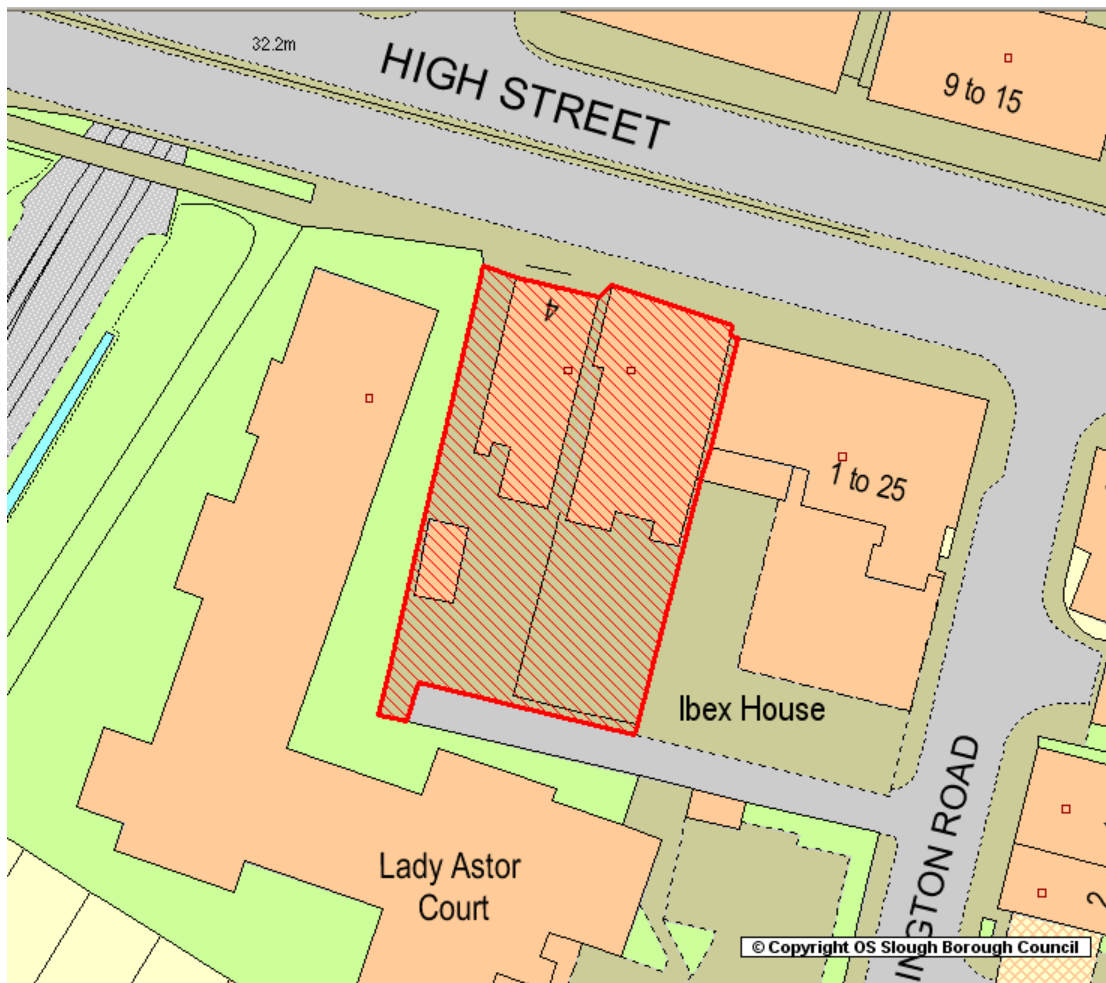 32.2m
HIGH STREET
9 to 15
4
1 to 25
Ibex House
INGTON ROAD
Lady Astor
Court
2
© Copyright OS Slough Borough Council